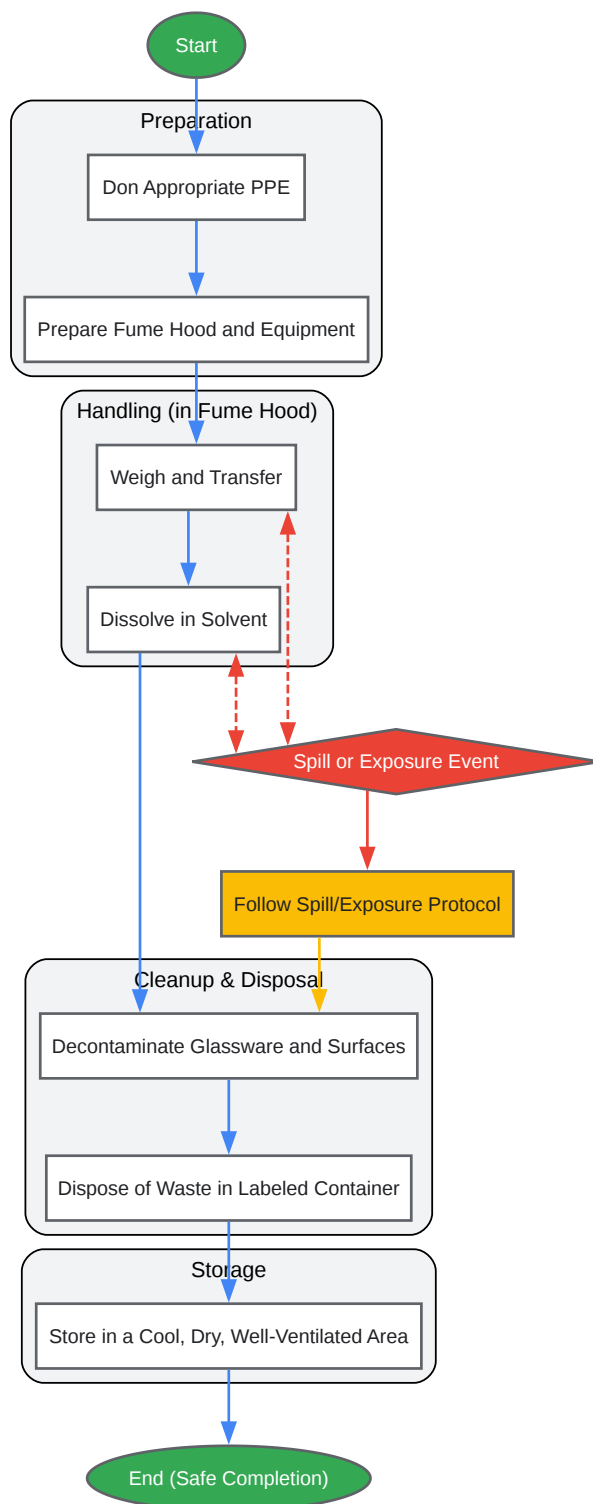 Start
Preparation
Don Appropriate PPE
Prepare Fume Hood and Equipment
Handling (in Fume Hood)
Weigh and Transfer
Dissolve in Solvent
Spill or Exposure Event
Follow Spill/Exposure Protocol
Cleanup & Disposal
Decontaminate Glassware and Surfaces
Dispose of Waste in Labeled Container
Storage
Store in a Cool, Dry, Well-Ventilated Area
End (Safe Completion)